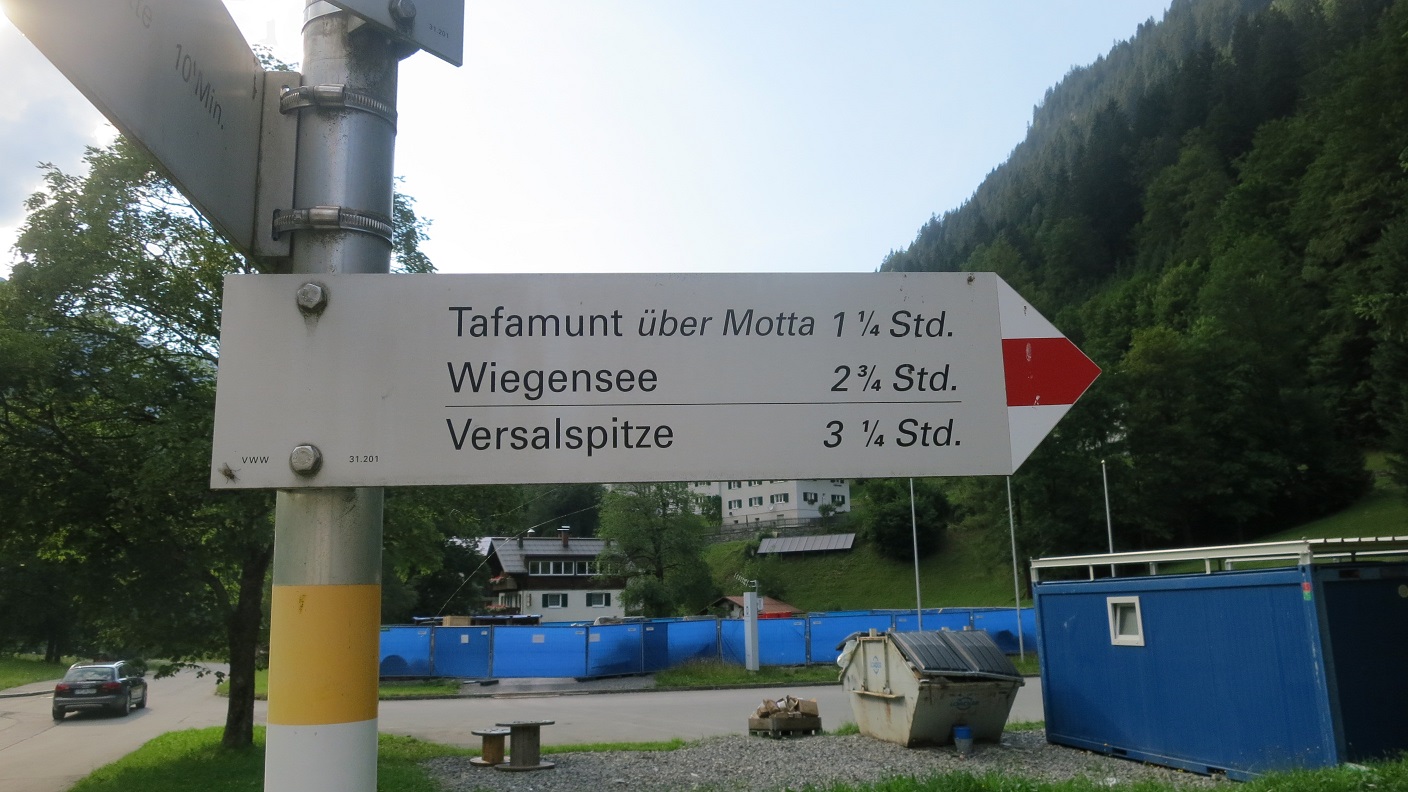 10 Min.
31.201
Tafamunt über Motta 1 ¼ Std.
Wiegensee 2 ¾ Std.
Versalspitze 3 ¼ Std.
VWW 31.201